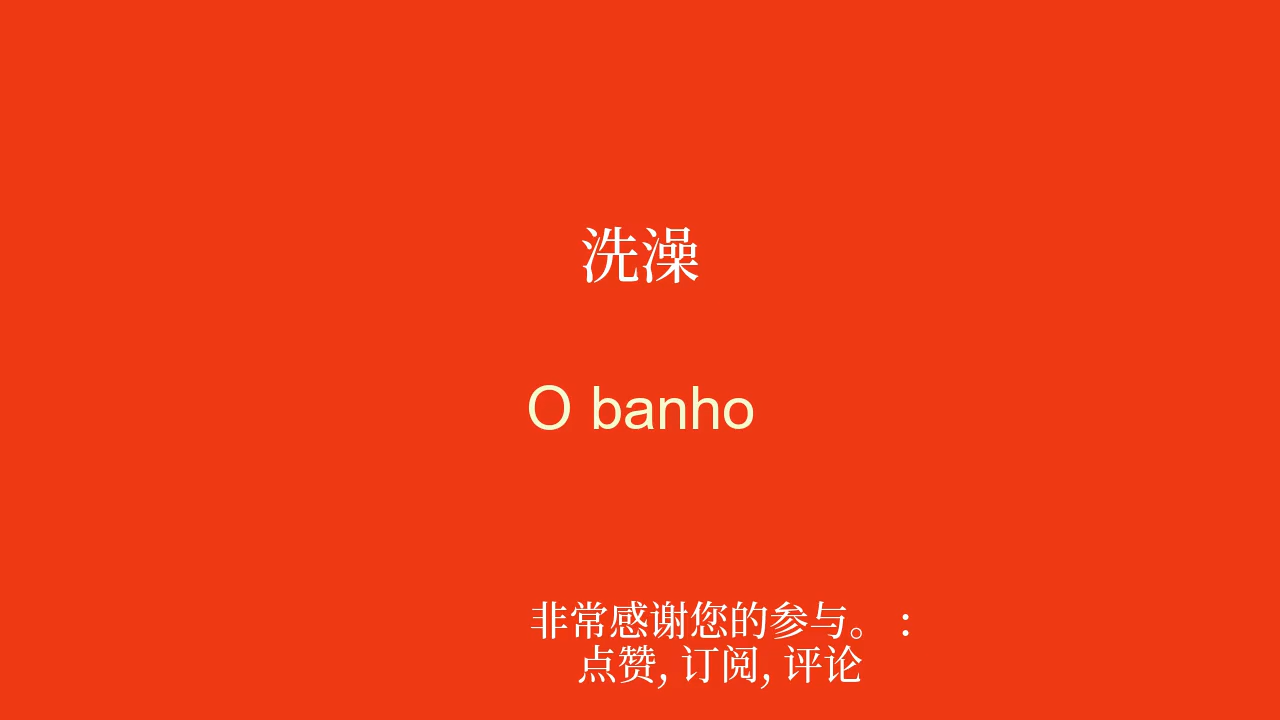 洗澡
O banho
非常感谢您的参与。 :
点赞, 订阅, 评论